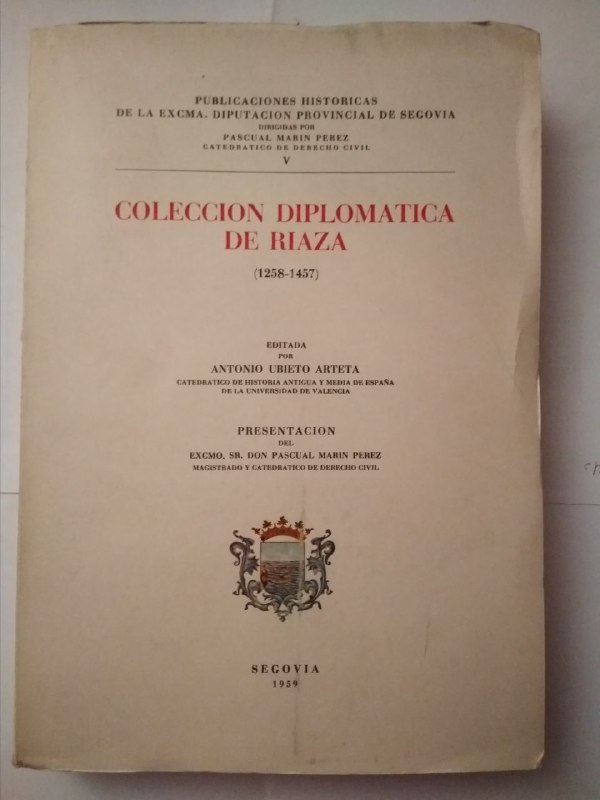 PUBLICACIONES HISTORICAS
DE LA EXCMA. DIPUTACION PROVINCIAL DE SEGOVIA
DIRIGIDAS POR
PASCUAL MARIN PEREZ
CATEDRATICO DE DERECHO CIVIL
V
COLECCION DIPLOMATICA
DE RIAZA
(1258-1457)
EDITADA
POR
ANTONIO UBIETO ARTETA
CATEDRATICO DE HISTORIA ANTIGUA Y MEDIA DE ESPAÑA
DE LA UNIVERSIDAD DE VALENCIA
PRESENTACION
DEL
EXCMO. SR. DON PASCUAL MARIN PEREZ
MAGISTRADO Y CATEDRATICO DE DERECHO CIVIL
SEGOVIA
1959